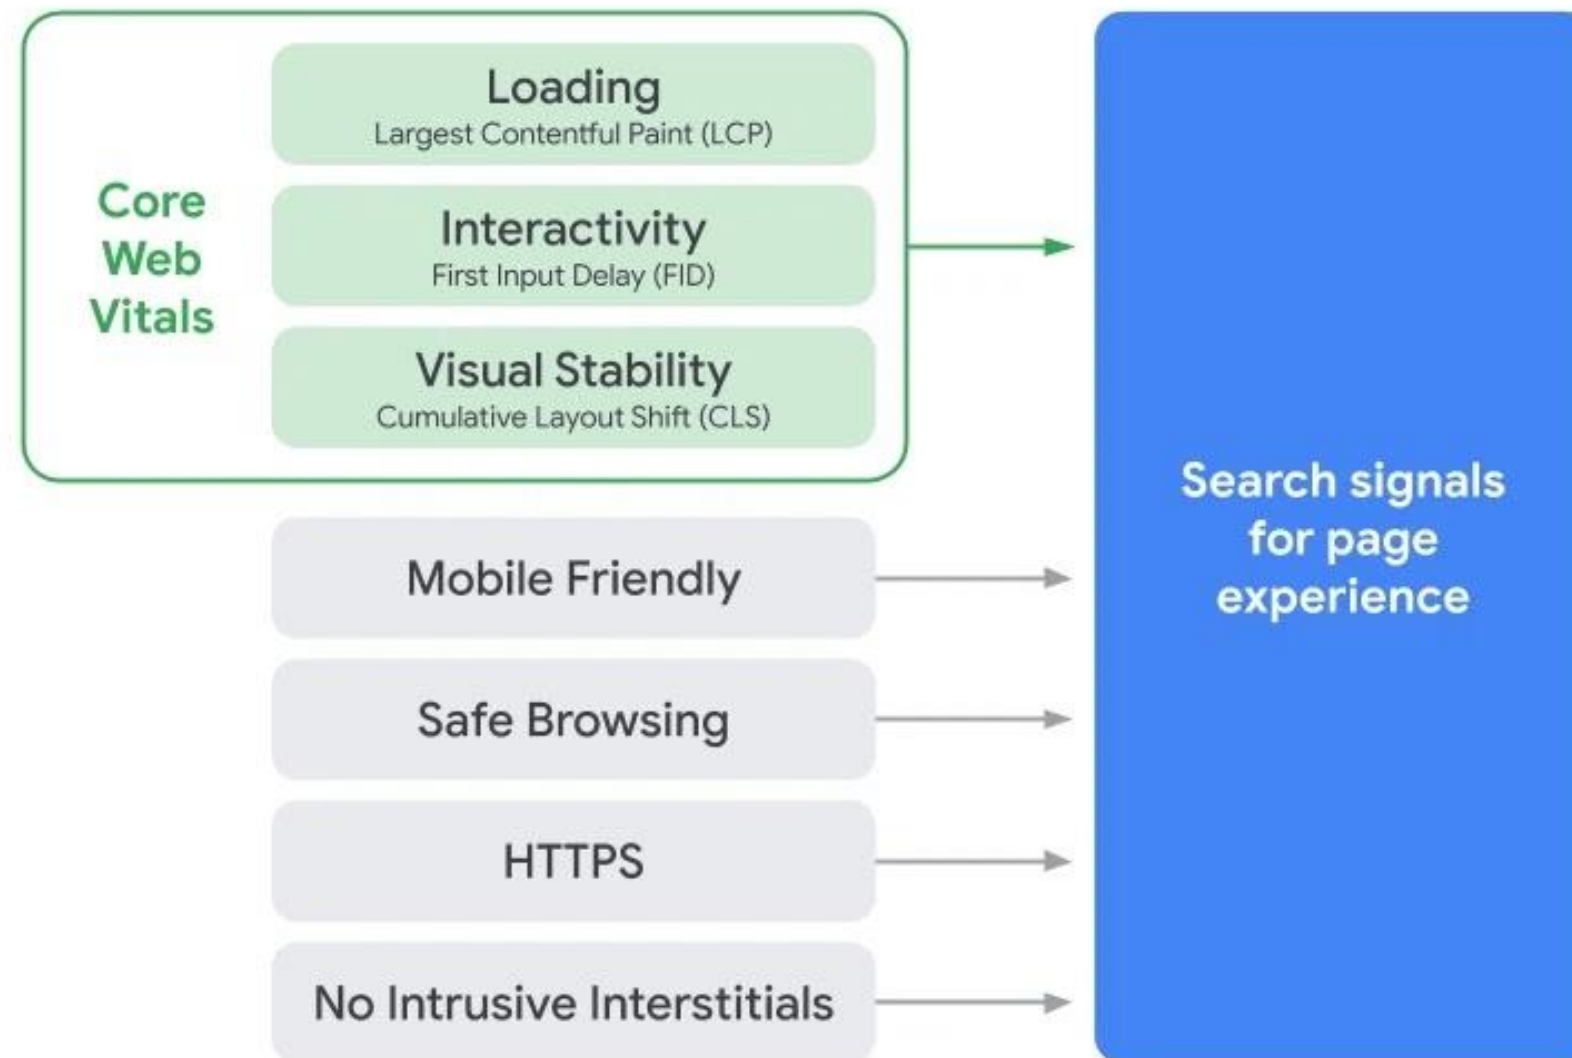 Core
Web
Vitals
Loading
Largest Contentful Paint (LCP)
Interactivity
First Input Delay (FID)
Visual Stability
Cumulative Layout Shift (CLS)
Mobile Friendly
Safe Browsing
HTTPS
No Intrusive Interstitials
Search signals
for page
experience